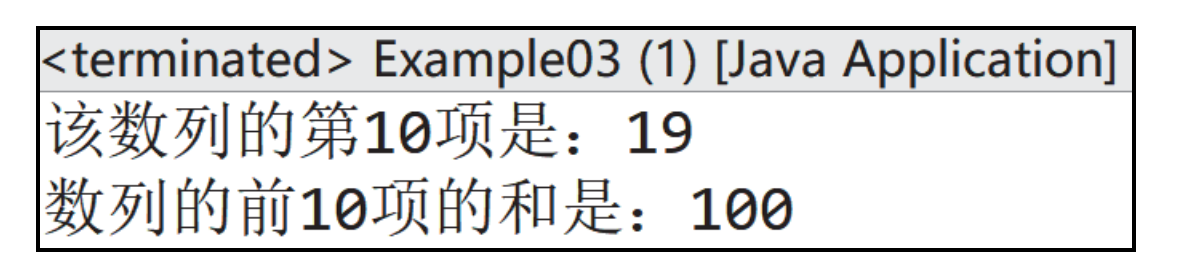 <terminated> Example03 (1) [Java Application]
该数列的第10项是：19
数列的前10项的和是：100